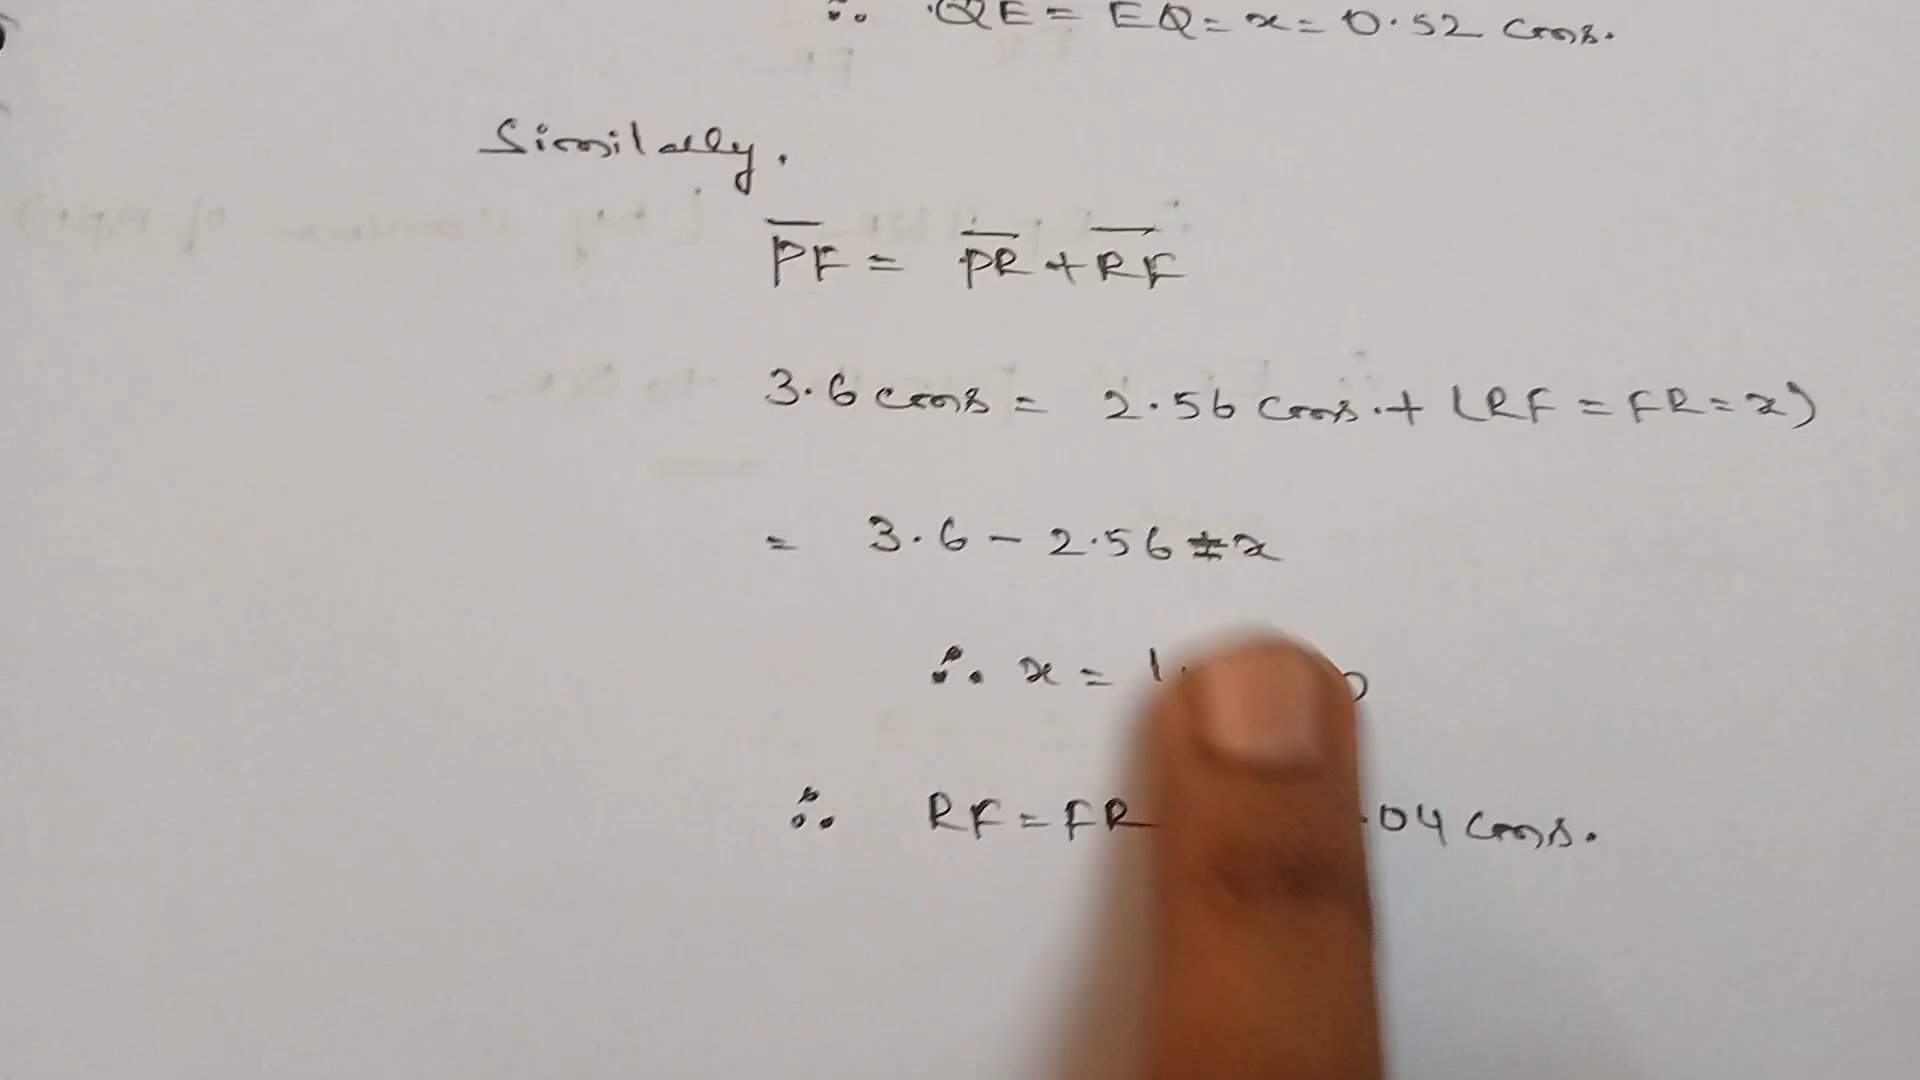 ∴ QE = EQ = x = 0.52 cms.
Similarly.
PF = PR + RF
3.6 cms = 2.56 cms. + (RF = FR = x)
= 3.6 - 2.56 = x
∴ x = 1.
∴ RF = FR .04 cms.